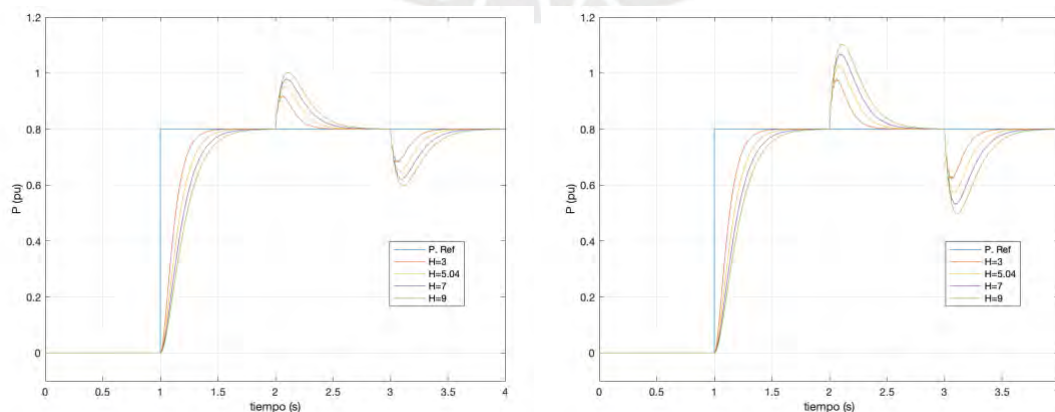 1.2
1
0.8
0.6
0.4
0.2
0
P (pu)
0 0.5 1 1.5 2 2.5 3 3.5 4
tiempo (s)
P. Ref
H=3
H=5.04
H=7
H=9
1.2
1
0.8
0.6
0.4
0.2
0
P (pu)
0 0.5 1 1.5 2 2.5 3 3.5
tiempo (s)
P. Ref
H=3
H=5.04
H=7
H=9